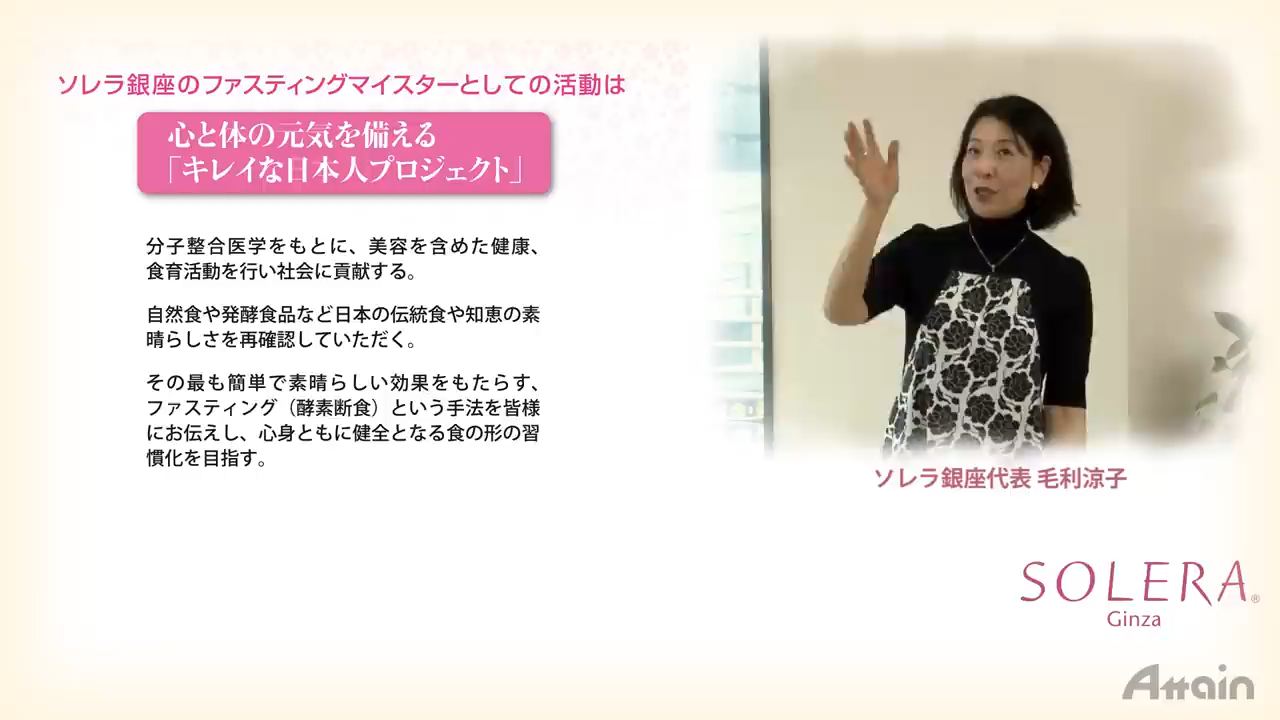 ソレラ銀座のファスティングマイスターとしての活動は
心と体の元気を備える
「キレイな日本人プロジェクト」
分子整合医学をもとに、美容を含めた健康、
食育活動を行い社会に貢献する。
自然食や発酵食品など日本の伝統食や知恵の素
晴らしさを再確認していただく。
その最も簡単で素晴らしい効果をもたらす、
ファスティング（酵素断食）という手法を皆様
にお伝えし、心身ともに健全となる食の形の習
慣化を目指す。
ソレラ銀座代表 毛利涼子
SOLERA®
Ginza
Attain